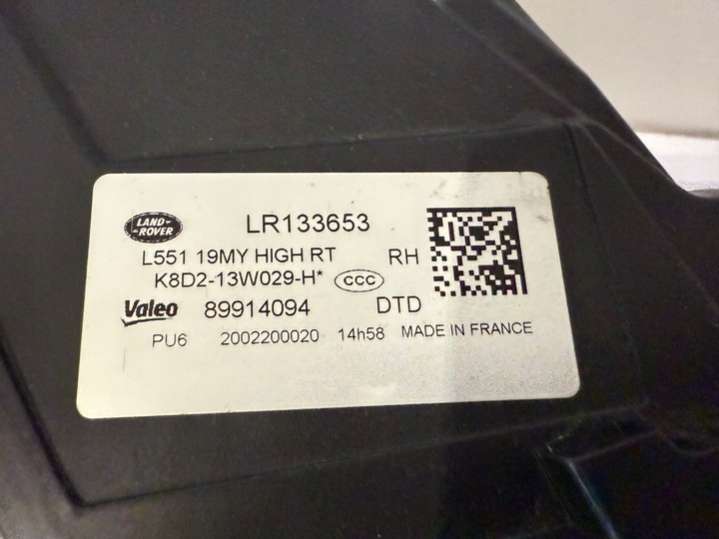 LAND-
ROVER
LR133653
L551 19MY HIGH RT RH
K8D2-13W029-H* CCC
Valeo 89914094 DTD
PU6 2002200020 14h58 MADE IN FRANCE